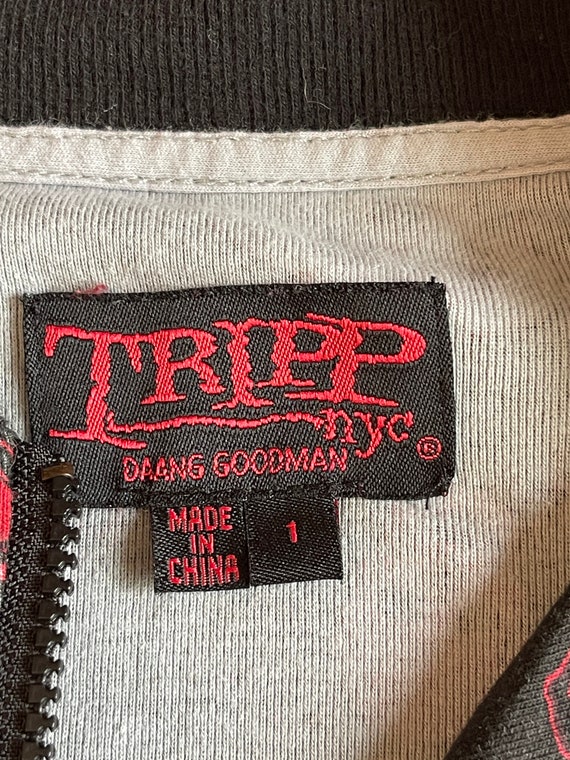 TRIPP
nyc ®
DAANG GOODMAN
MADE
IN
CHINA
1